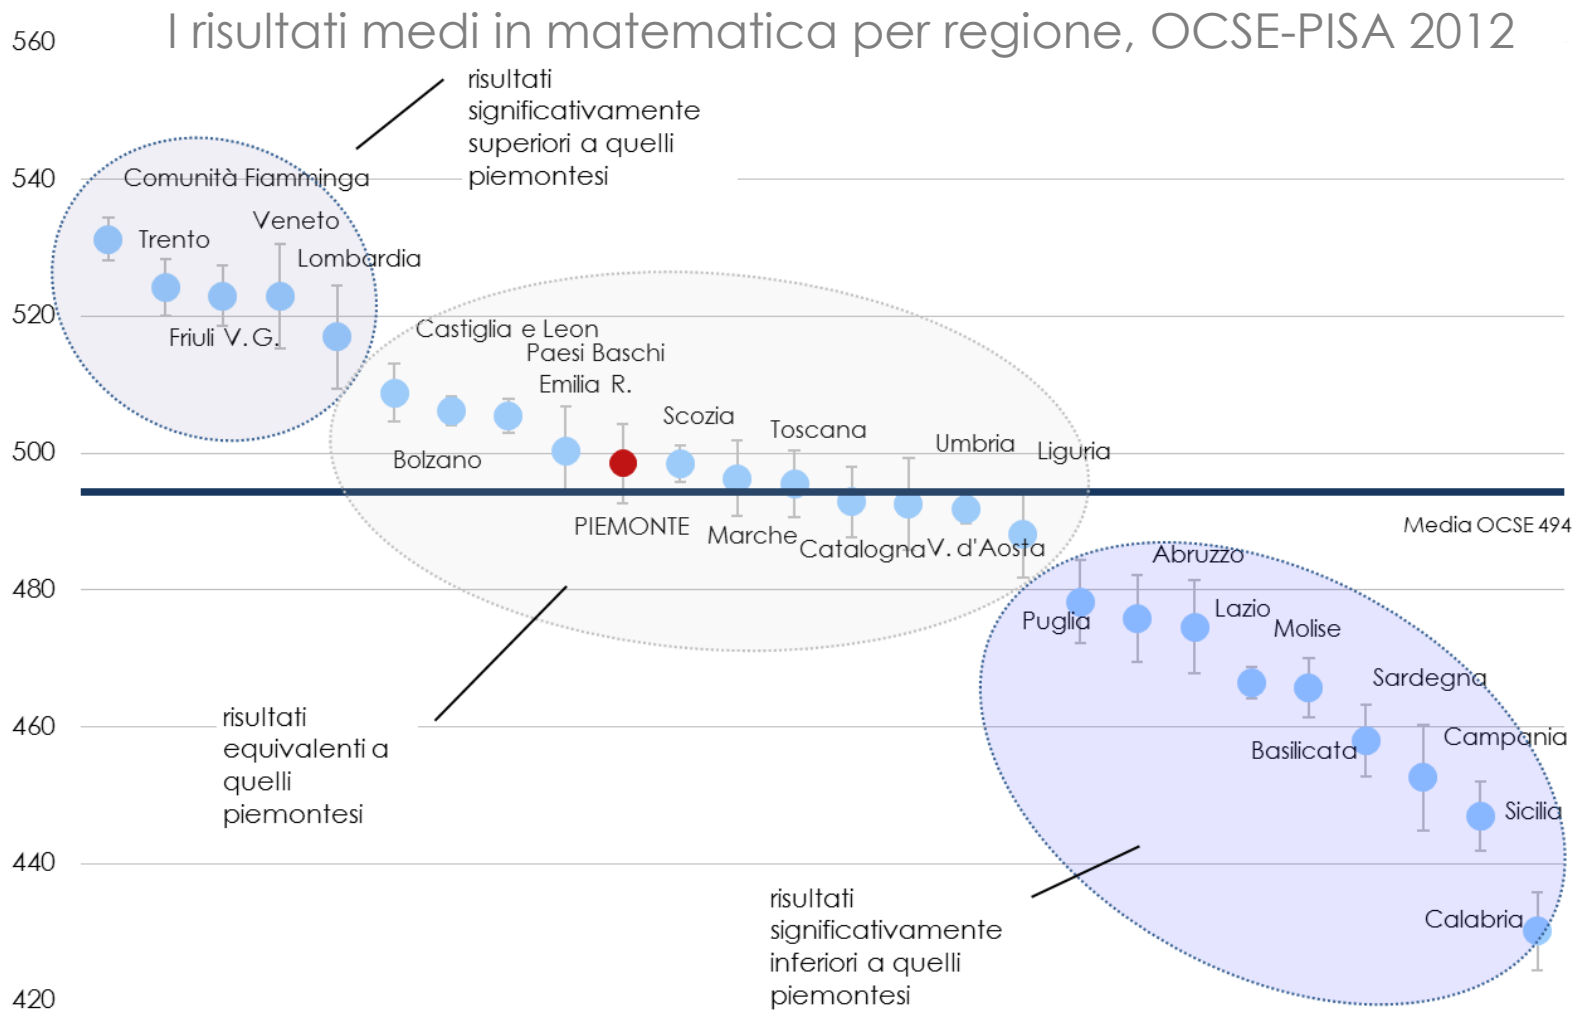 I risultati medi in matematica per regione, OCSE-PISA 2012
560
risultati
significativamente
superiori a quelli
piemontesi
540
Comunità Fiamminga
Veneto
Trento
Lombardia
520
Friuli V. G.
Castiglia e Leon
Paesi Baschi
Emilia R.
Scozia
Toscana
Umbria
Liguria
500
Bolzano
PIEMONTE
Marche
Catalogna
V. d'Aosta
Media OCSE 494
Abruzzo
480
Puglia
Lazio
Molise
Sardegna
460
risultati
equivalenti a
quelli
piemontesi
Basilicata
Campania
Sicilia
440
risultati
significativamente
inferiori a quelli
piemontesi
Calabria
420